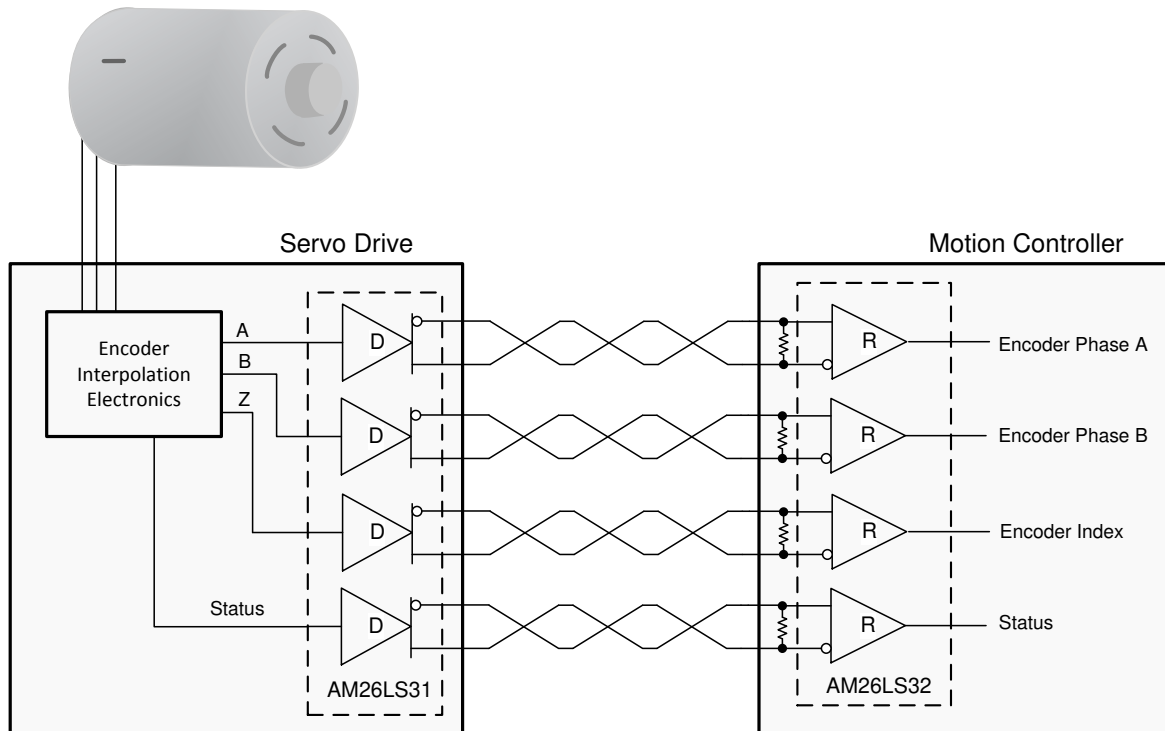 Servo Drive
Motion Controller
Encoder
Interpolation
Electronics
A
B
Z
Status
D
D
D
D
AM26LS31
R
R
R
R
AM26LS32
Encoder Phase A
Encoder Phase B
Encoder Index
Status